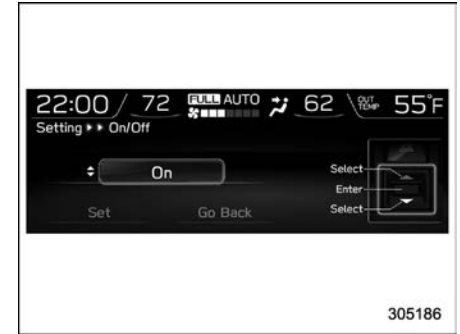 22:00 / 72 FULL AUTO 62 OUT TEMP 55°F
Setting ▸▸ On/Off
On
Select
Enter
Set Go Back Select
305186